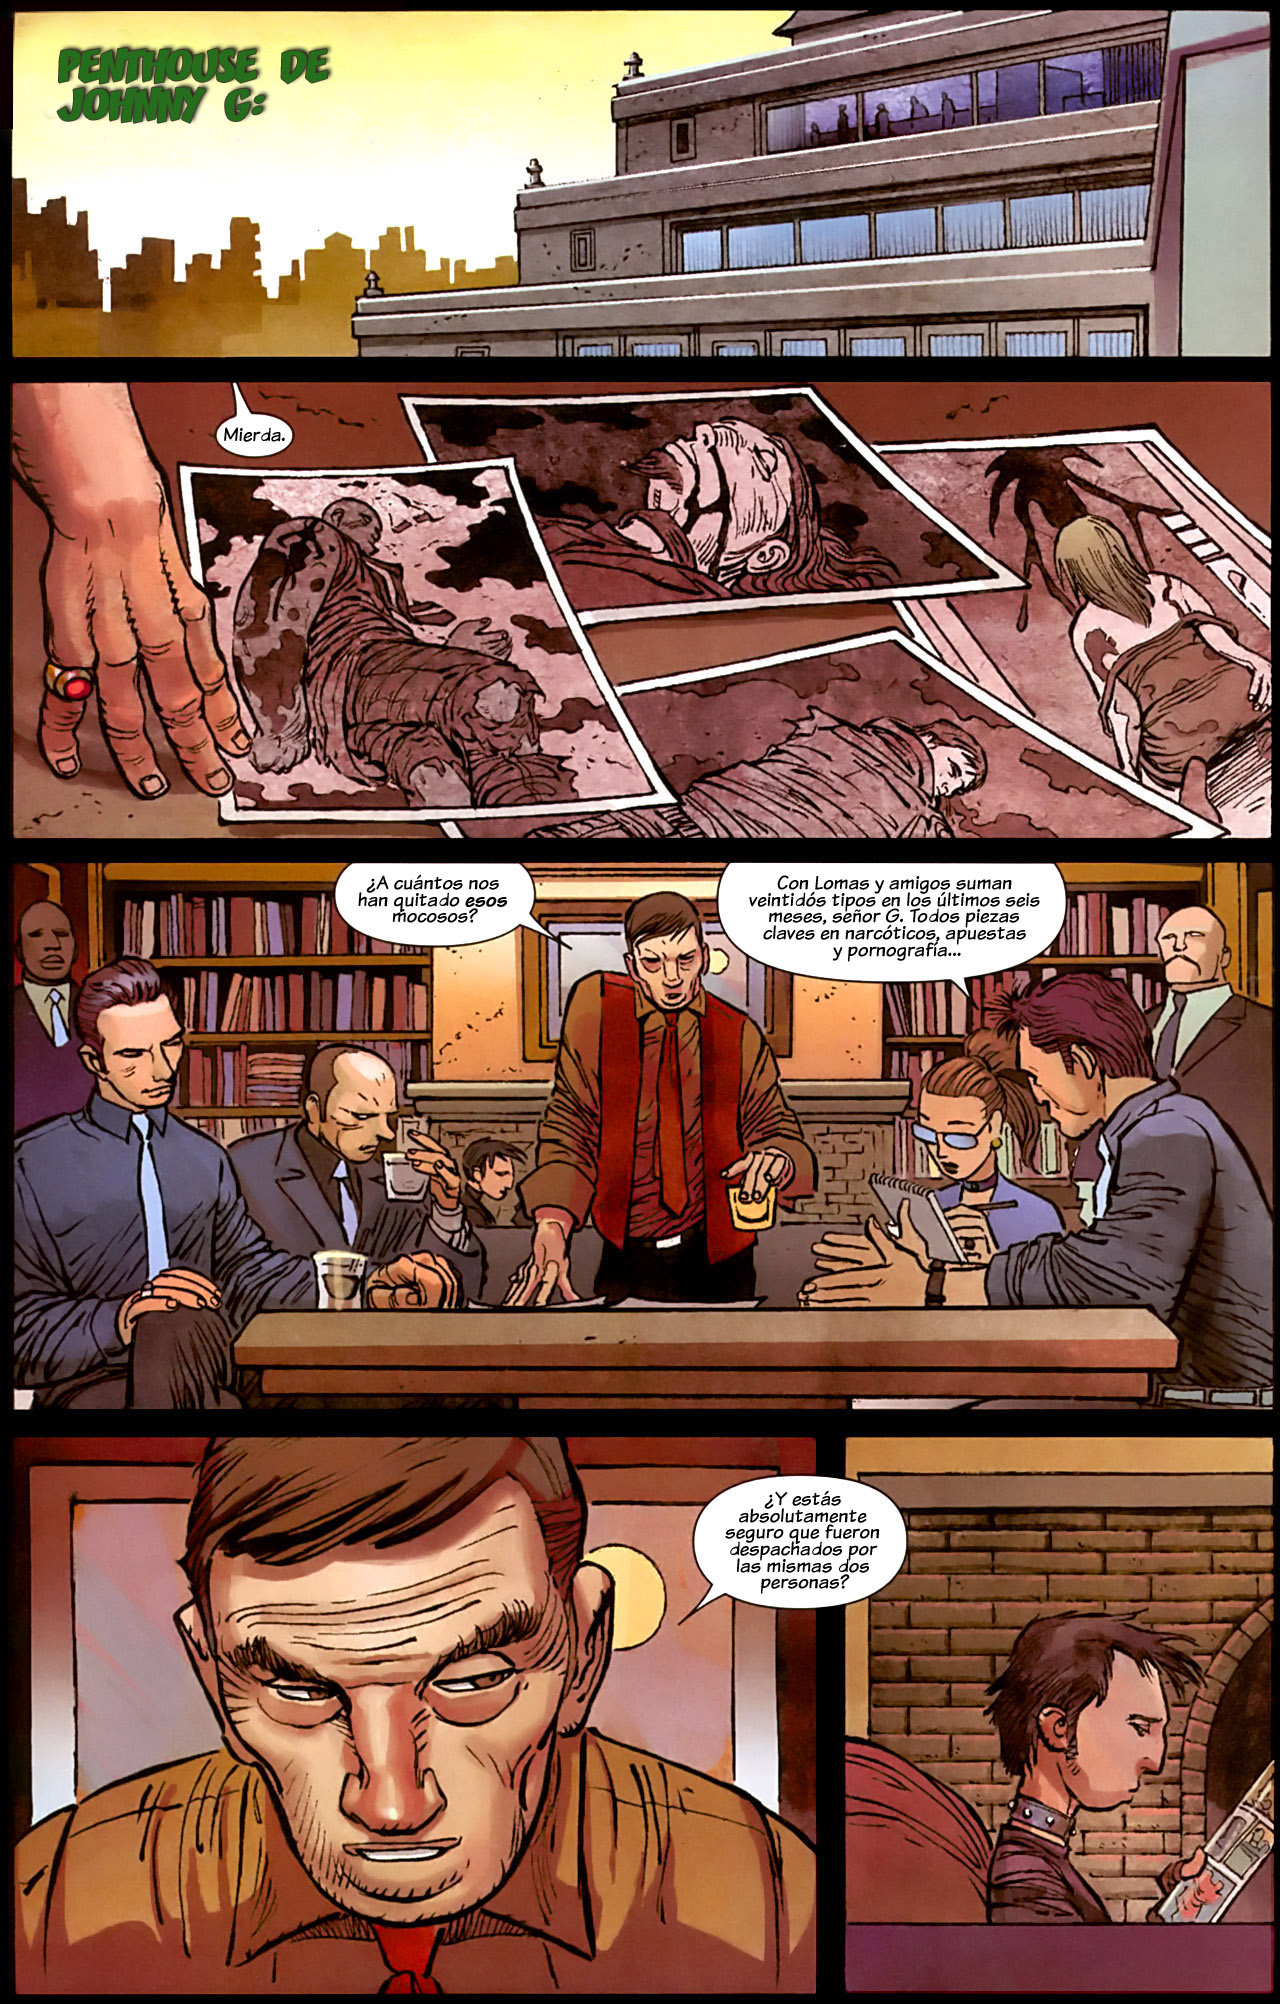 PENTHOUSE DE
JOHNNY G:
Mierda.
¿A cuántos nos
han quitado esos
mocosos?
Con Lomas y amigos suman
veintidós tipos en los últimos seis
meses, señor G. Todos piezas
claves en narcóticos, apuestas
y pornografía...
¿Y estás
absolutamente
seguro que fueron
despachados por
las mismas dos
personas?